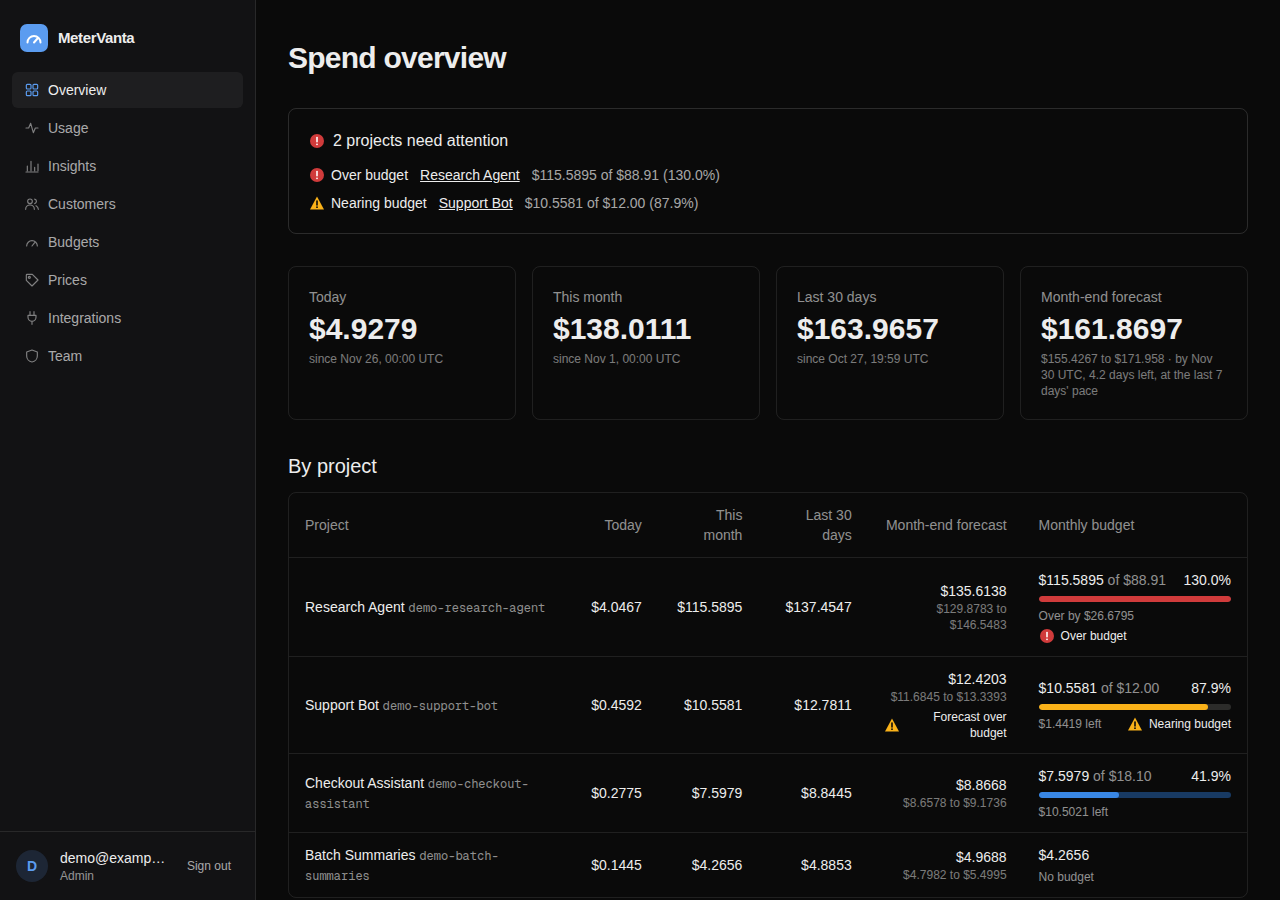 MeterVanta
Overview
Usage
Insights
Customers
Budgets
Prices
Integrations
Team
demo@examp…
Admin
Sign out
D
Spend overview
2 projects need attention
Over budget Research Agent $115.5895 of $88.91 (130.0%)
Nearing budget Support Bot $10.5581 of $12.00 (87.9%)
Today
$4.9279
since Nov 26, 00:00 UTC
This month
$138.0111
since Nov 1, 00:00 UTC
Last 30 days
$163.9657
since Oct 27, 19:59 UTC
Month-end forecast
$161.8697
$155.4267 to $171.958 · by Nov
30 UTC, 4.2 days left, at the last 7
days' pace
By project
Project
Today
This
month
Last 30
days
Month-end forecast
Monthly budget
Research Agent demo-research-agent
$4.0467
$115.5895
$137.4547
$135.6138
$129.8783 to
$146.5483
$115.5895 of $88.91 130.0%
Over by $26.6795
Over budget
Support Bot demo-support-bot
$0.4592
$10.5581
$12.7811
$12.4203
$11.6845 to $13.3393
Forecast over
budget
$10.5581 of $12.00 87.9%
$1.4419 left Nearing budget
Checkout Assistant demo-checkout-
assistant
$0.2775
$7.5979
$8.8445
$8.8668
$8.6578 to $9.1736
$7.5979 of $18.10 41.9%
$10.5021 left
Batch Summaries demo-batch-
summaries
$0.1445
$4.2656
$4.8853
$4.9688
$4.7982 to $5.4995
$4.2656
No budget